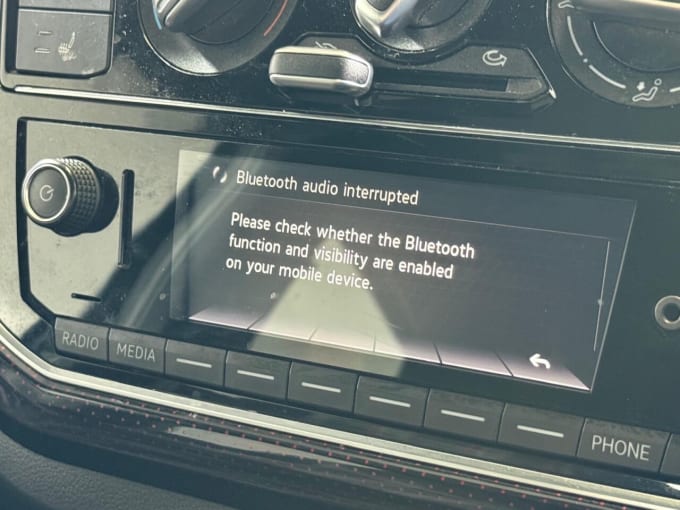 Bluetooth audio interrupted
Please check whether the Bluetooth
function and visibility are enabled
on your mobile device.
RADIO
MEDIA
PHONE